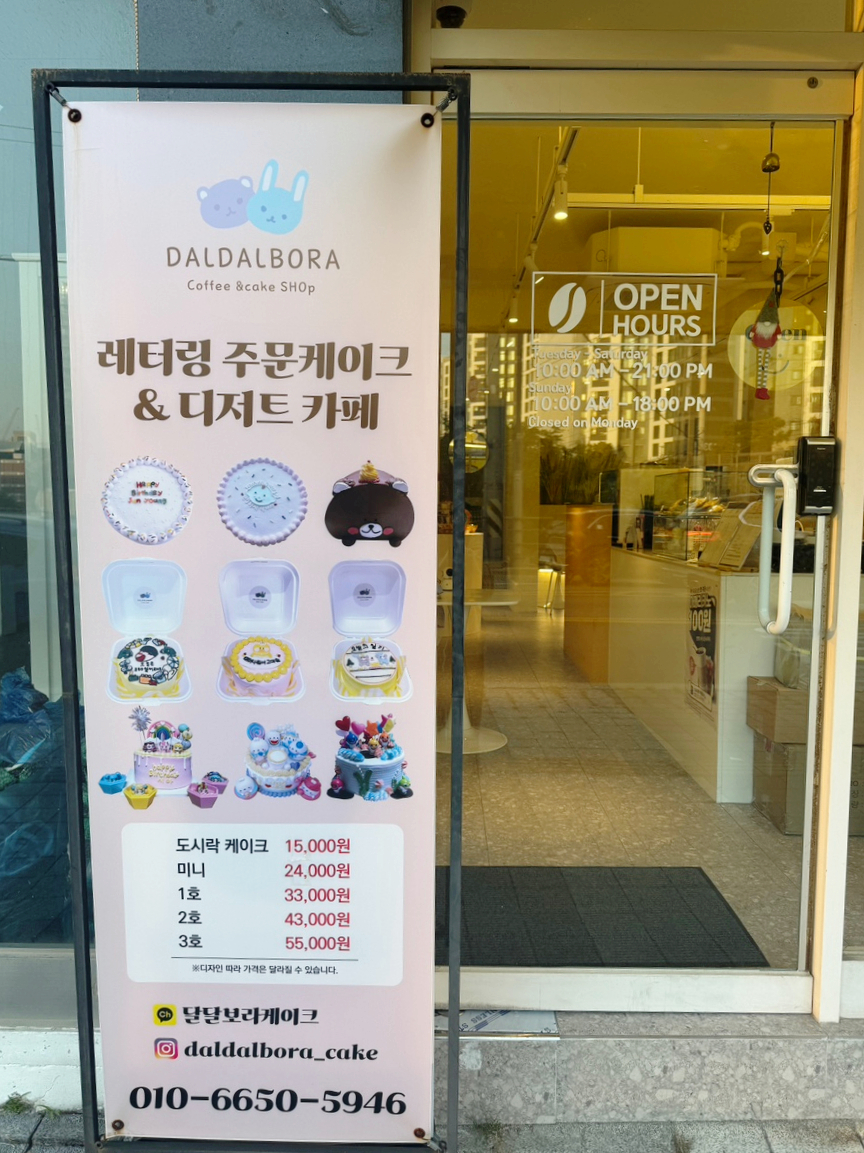 DALDALBORA
Coffee &cake SHOp
레터링 주문케이크
& 디저트 카페
HAPPY
Birthday
도시락 케이크 15,000원
미니 24,000원
1호 33,000원
2호 43,000원
3호 55,000원
※디자인 따라 가격은 달라질 수 있습니다.
Ch 달달보라케이크
daldalbora_cake
010-6650-5946
OPEN
HOURS
Tuesday - Saturday
10:00 AM - 21:00 PM
Sunday
10:00 AM - 18:00 PM
Closed on Monday